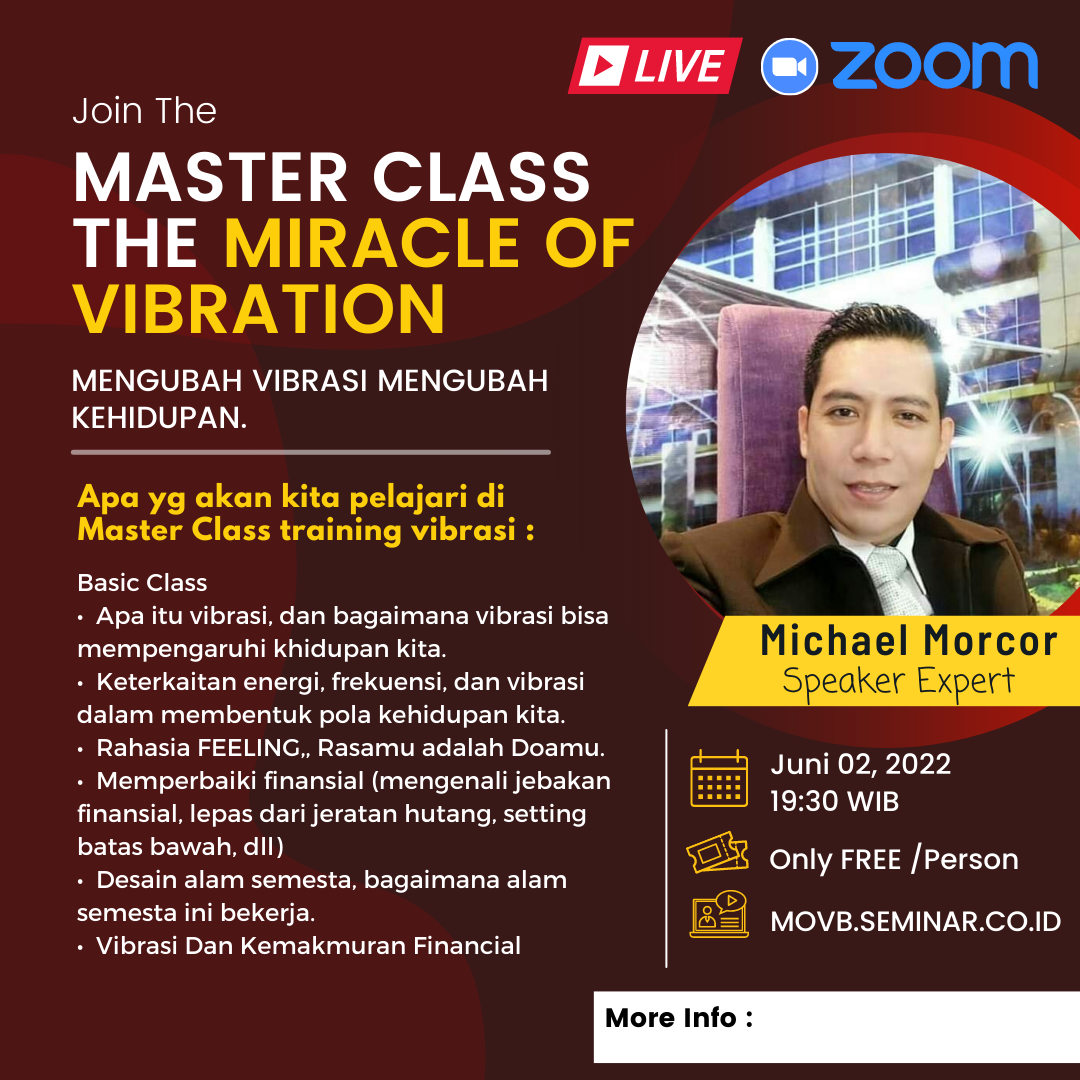 LIVE
zoom
Join The
MASTER CLASS
THE MIRACLE OF
VIBRATION
MENGUBAH VIBRASI MENGUBAH
KEHIDUPAN.
Apa yg akan kita pelajari di
Master Class training vibrasi :
Basic Class
• Apa itu vibrasi, dan bagaimana vibrasi bisa
mempengaruhi khidupan kita.
• Keterkaitan energi, frekuensi, dan vibrasi
dalam membentuk pola kehidupan kita.
• Rahasia FEELING,, Rasamu adalah Doamu.
• Memperbaiki finansial (mengenali jebakan
finansial, lepas dari jeratan hutang, setting
batas bawah, dll)
• Desain alam semesta, bagaimana alam
semesta ini bekerja.
• Vibrasi Dan Kemakmuran Financial
Michael Morcor
Speaker Expert
Juni 02, 2022
19:30 WIB
Only FREE /Person
MOVB.SEMINAR.CO.ID
More Info :